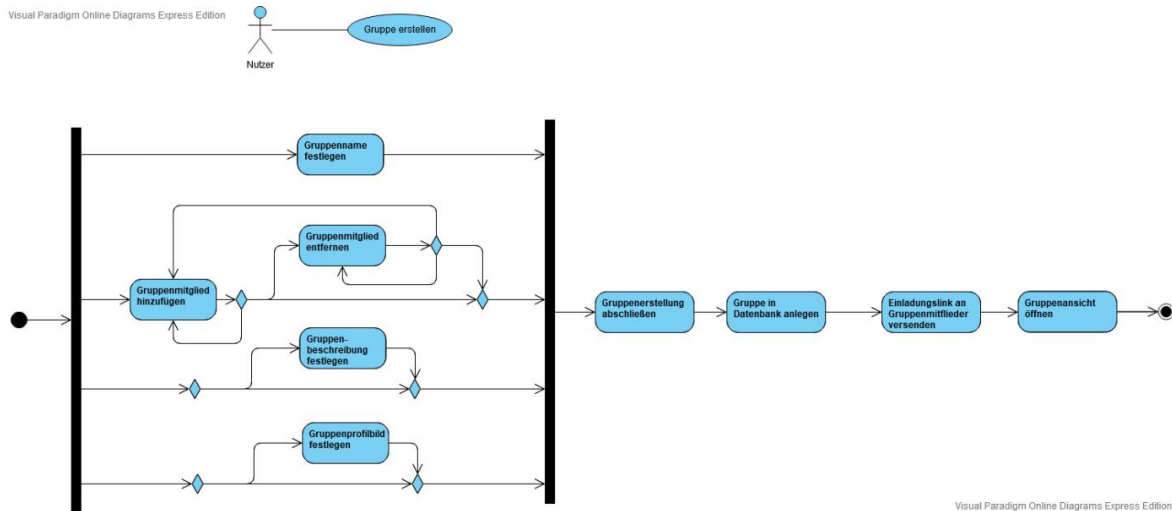 Visual Paradigm Online Diagrams Express Edition
Gruppe erstellen
Nutzer
Gruppenname
festlegen
Gruppenmitglied
entfernen
Gruppenmitglied
hinzufügen
Gruppen-
beschreibung
festlegen
Gruppenprofilbild
festlegen
Gruppenerstellung
abschließen
Gruppe in
Datenbank anlegen
Einladungslink an
Gruppenmitflieder
versenden
Gruppenansicht
öffnen
Visual Paradigm Online Diagrams Express Edition